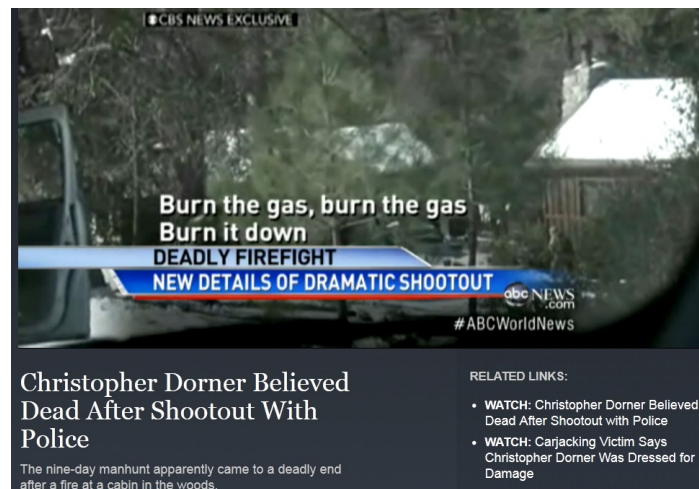 CBS NEWS EXCLUSIVE
Burn the gas, burn the gas
Burn it down
DEADLY FIREFIGHT
NEW DETAILS OF DRAMATIC SHOOTOUT
abc NEWS
.com
#ABCWorldNews
Christopher Dorner Believed
Dead After Shootout With
Police
The nine-day manhunt apparently came to a deadly end
after a fire at a cabin in the woods.
RELATED LINKS:
• WATCH: Christopher Dorner Believed
Dead After Shootout with Police
• WATCH: Carjacking Victim Says
Christopher Dorner Was Dressed for
Damage